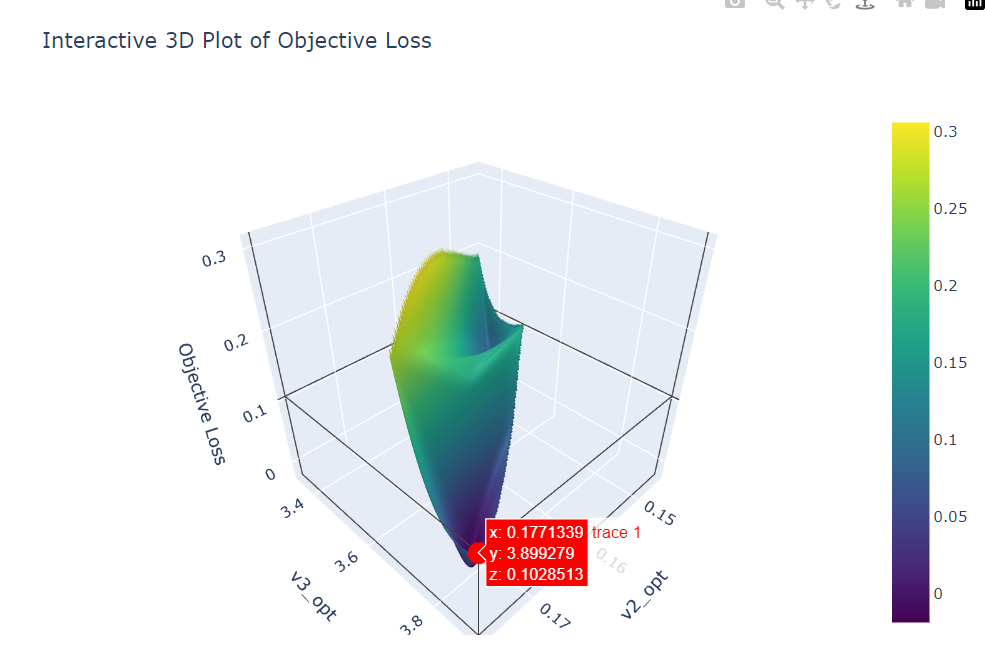 Interactive 3D Plot of Objective Loss
0.3
0.25
0.2
0.15
0.1
0.05
0
0.3
0.2
0.1
0
Objective Loss
3.4
3.6
3.8
v3_opt
0.15
0.16
0.17
v2_opt
x: 0.1771339
y: 3.899279
z: 0.1028513
trace 1